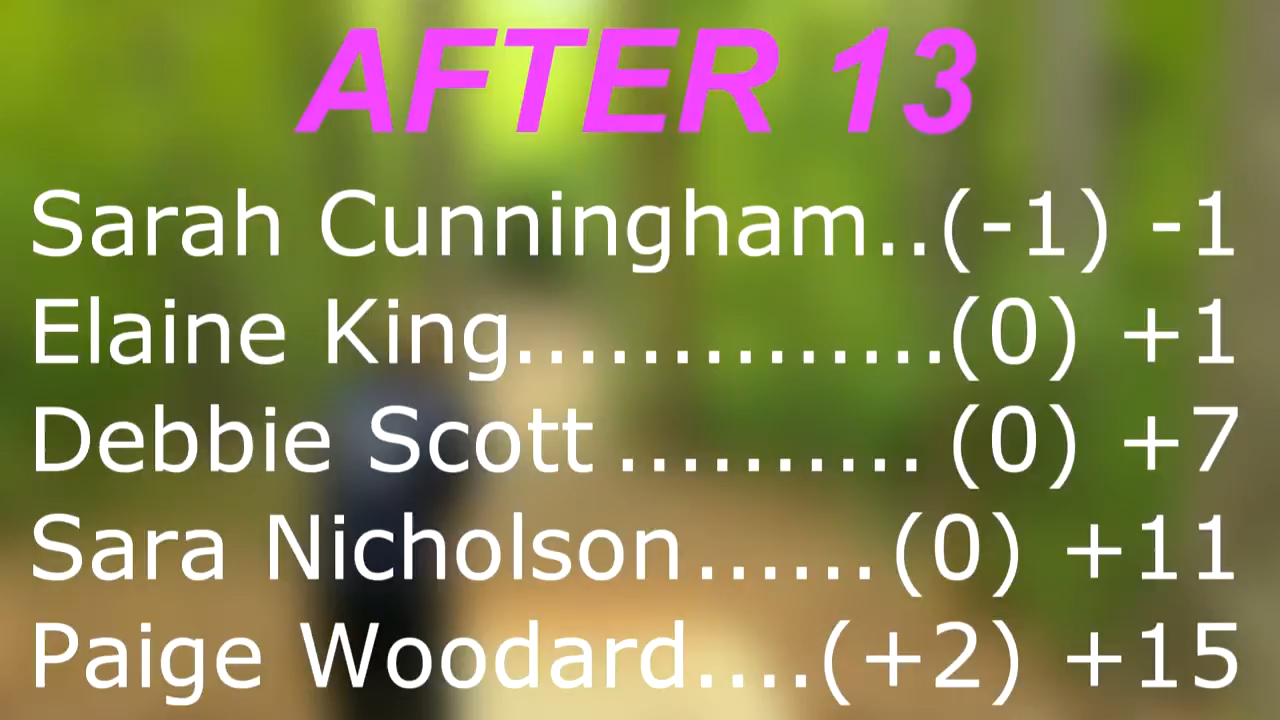 AFTER 13
Sarah Cunningham..(-1) -1
Elaine King..............(0) +1
Debbie Scott .......... (0) +7
Sara Nicholson......(0) +11
Paige Woodard....(+2) +15